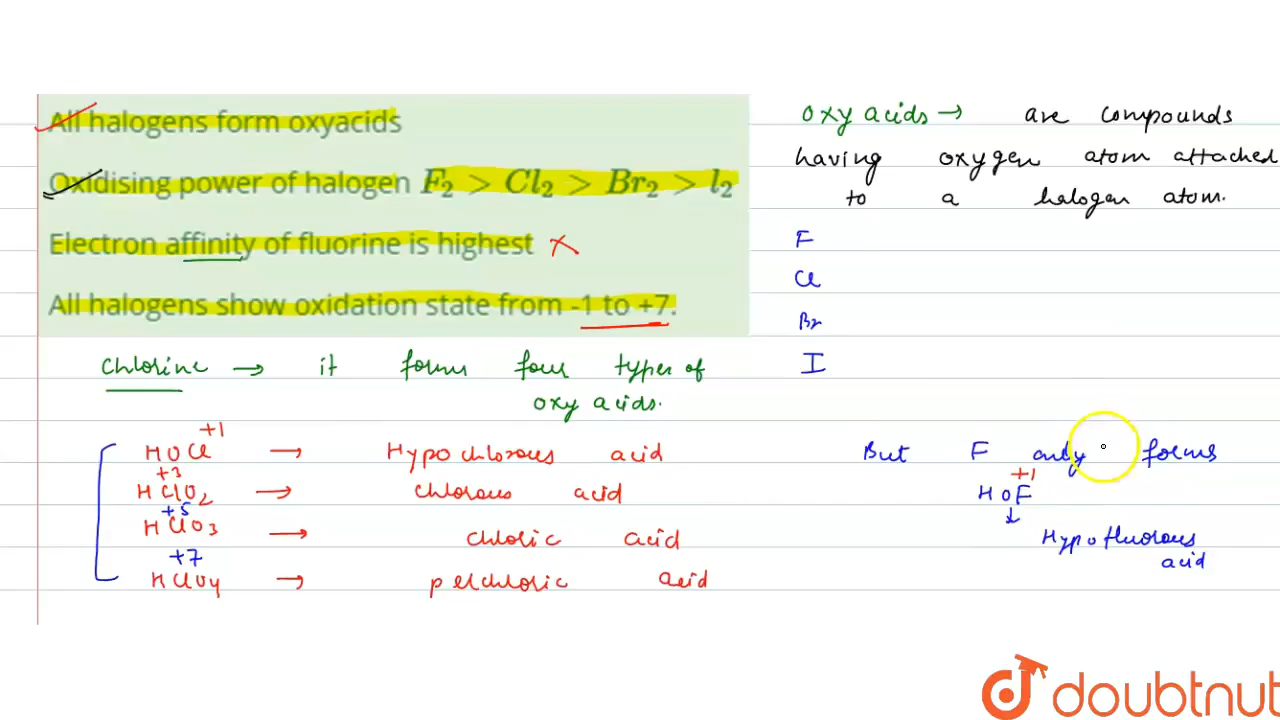 All halogens form oxyacids
Oxidising power of halogen F₂ > Cl₂ > Br₂ > l₂
Electron affinity of fluorine is highest ×
All halogens show oxidation state from -1 to +7.
oxy acids → are compounds
having oxygen atom attached
to a halogen atom.
F
Cl
Br
I
Chlorine → it forms four types of
oxy acids.
+1
HOCl → Hypochlorous acid
+3
HClO₂ → chlorous acid
+5
HClO₃ → chloric acid
+7
HClO₄ → perchloric acid
But F only forms
+1
HOF
↓
Hypofluorous
acid
doubtnut